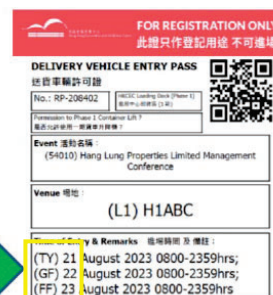 FOR REGISTRATION ONLY
此證只作登記用途 不可進場
DELIVERY VEHICLE ENTRY PASS
送貨車輛許可證
No.: RP-208402
HKCEC Loading Dock (Phase 1)
Permission to Phase 1 Container Lift ?
Event 活動名稱 :
(54010) Hang Lung Properties Limited Management
Conference
Venue 場地 :
(L1) H1ABC
Entry & Remarks 進場時間 及 備註 :
(TY) 21 August 2023 0800-2359hrs;
(GF) 22 August 2023 0800-2359hrs;
(FF) 23 August 2023 0800-2359hrs